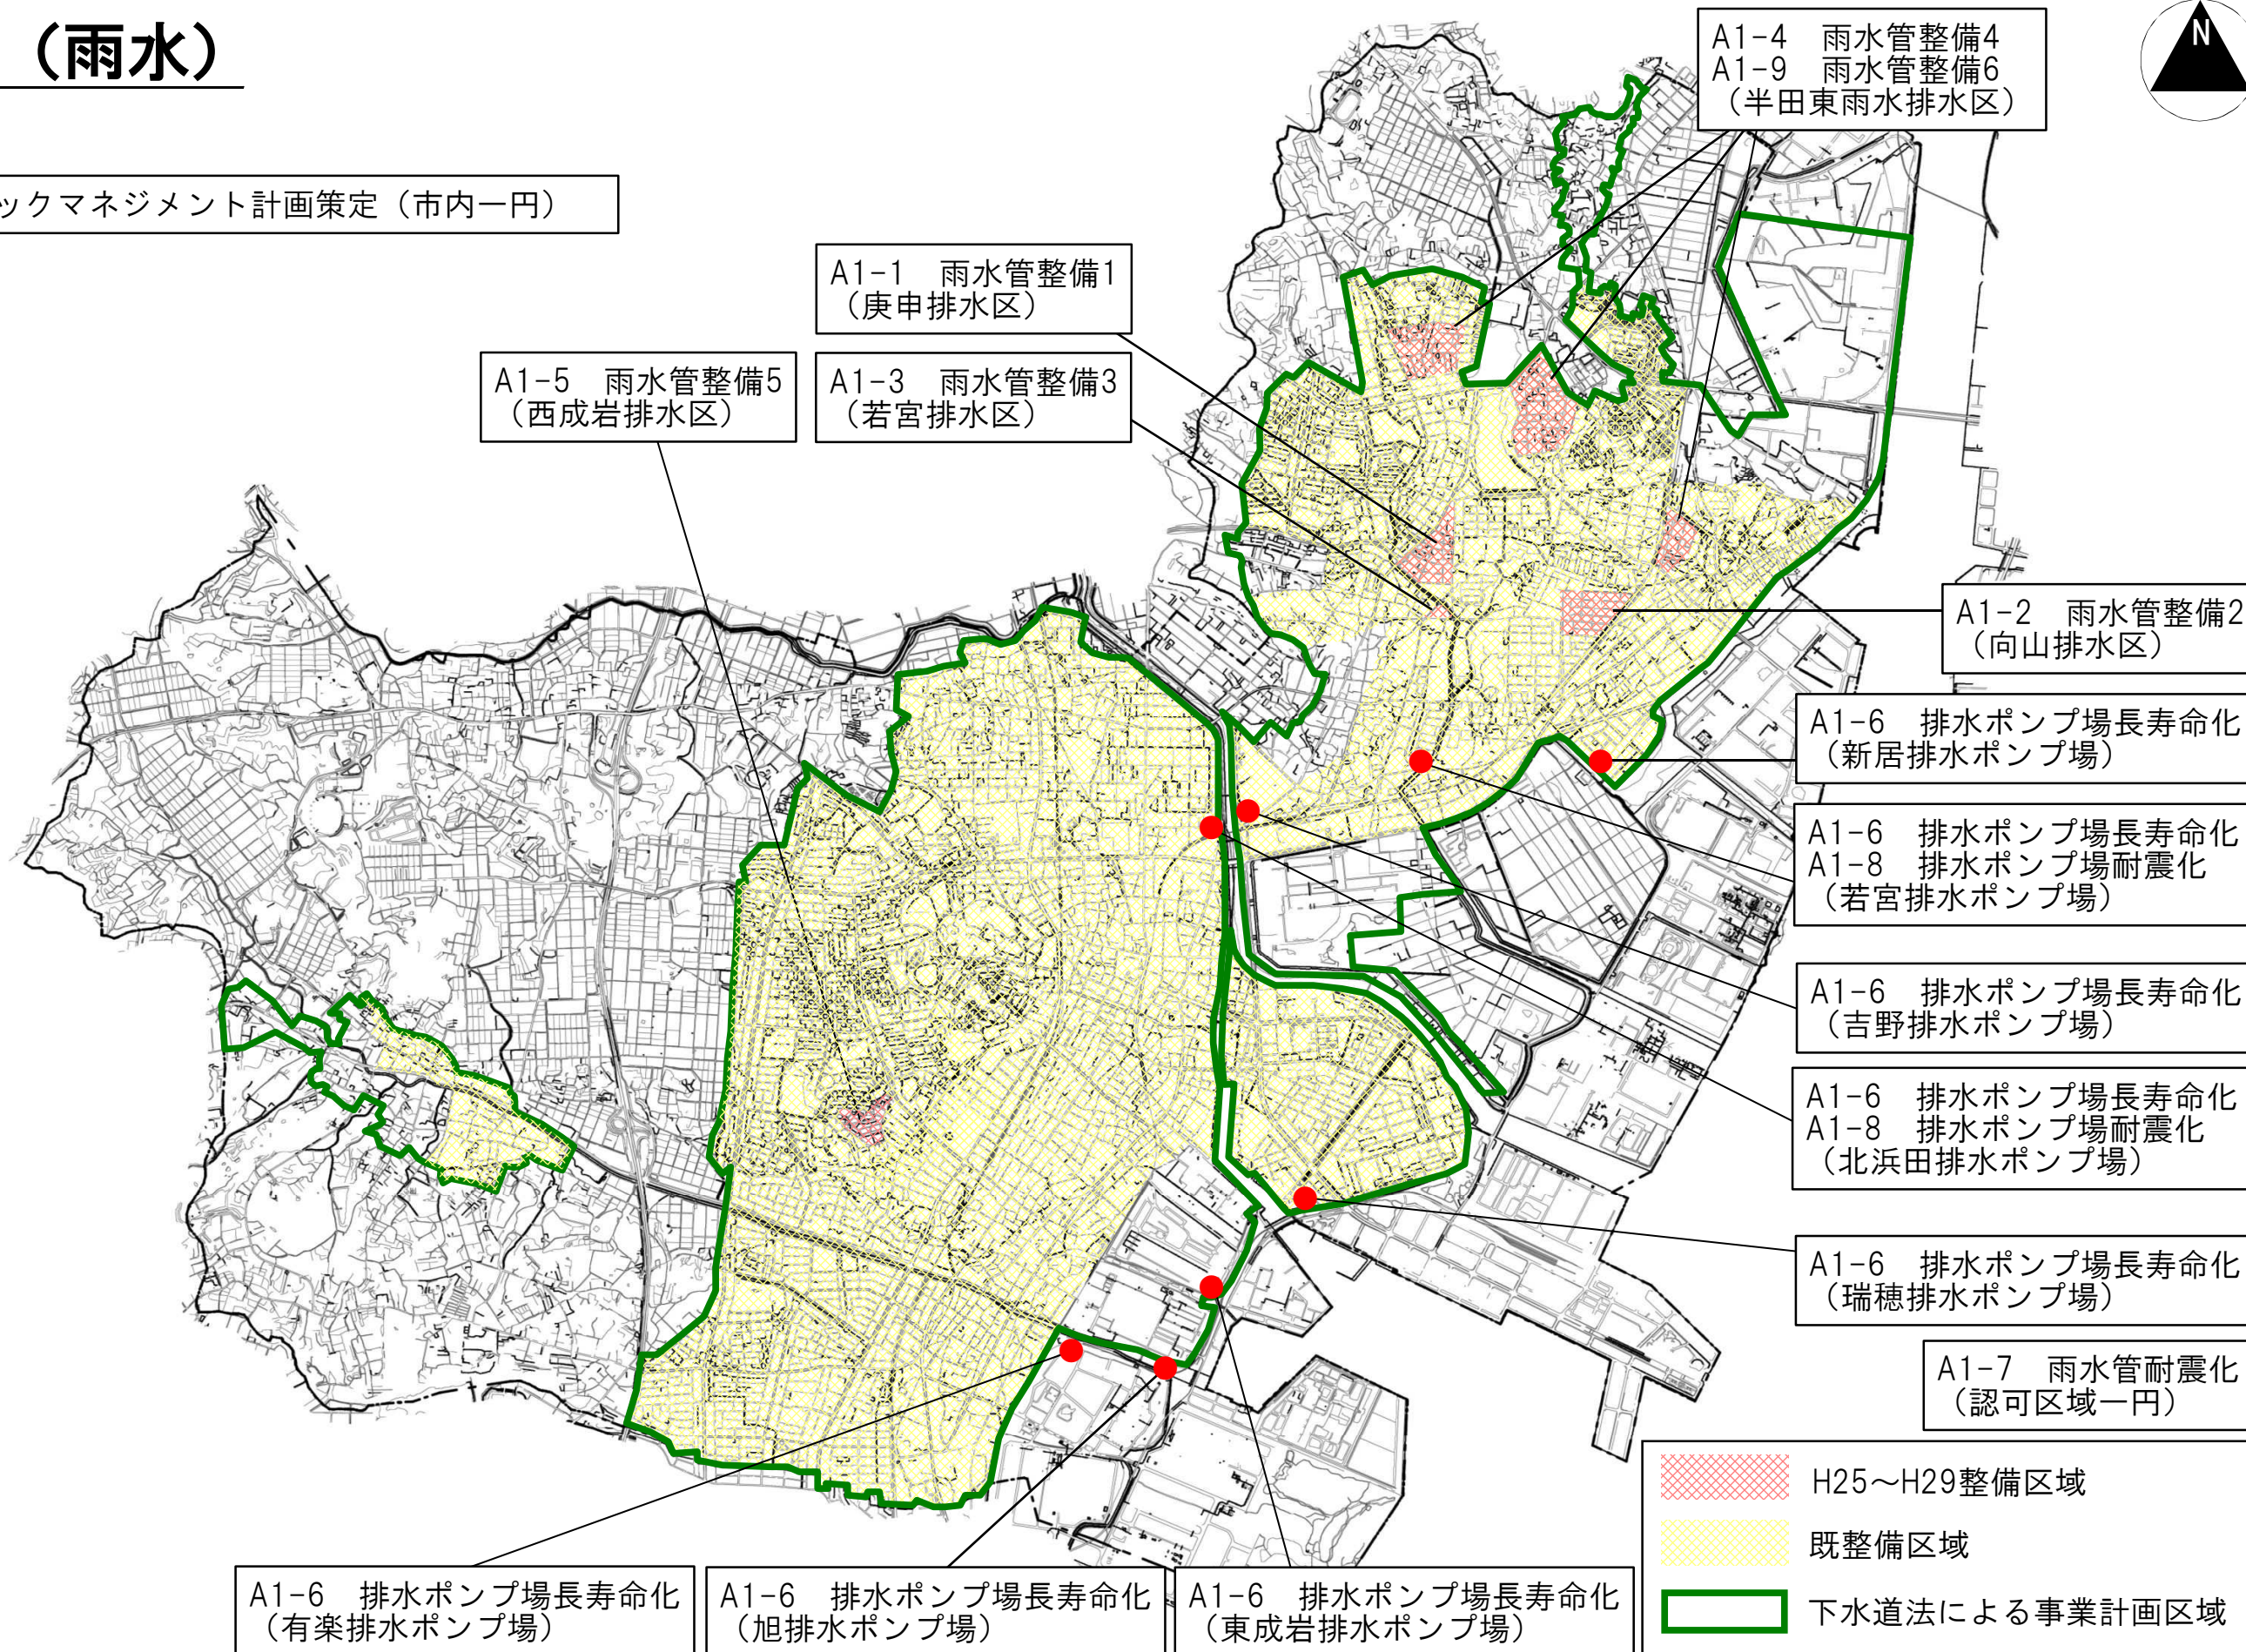 （雨水）
N
ックマネジメント計画策定（市内一円）
A1-4　雨水管整備4
A1-9　雨水管整備6
（半田東雨水排水区）
A1-1　雨水管整備1
（庚申排水区）
A1-5　雨水管整備5
（西成岩排水区）
A1-3　雨水管整備3
（若宮排水区）
A1-2　雨水管整備2
（向山排水区）
A1-6　排水ポンプ場長寿命化
（新居排水ポンプ場）
A1-6　排水ポンプ場長寿命化
A1-8　排水ポンプ場耐震化
（若宮排水ポンプ場）
A1-6　排水ポンプ場長寿命化
（吉野排水ポンプ場）
A1-6　排水ポンプ場長寿命化
A1-8　排水ポンプ場耐震化
（北浜田排水ポンプ場）
A1-6　排水ポンプ場長寿命化
（瑞穂排水ポンプ場）
A1-7　雨水管耐震化
（認可区域一円）
H25～H29整備区域
既整備区域
下水道法による事業計画区域
A1-6　排水ポンプ場長寿命化
（有楽排水ポンプ場）
A1-6　排水ポンプ場長寿命化
（旭排水ポンプ場）
A1-6　排水ポンプ場長寿命化
（東成岩排水ポンプ場）